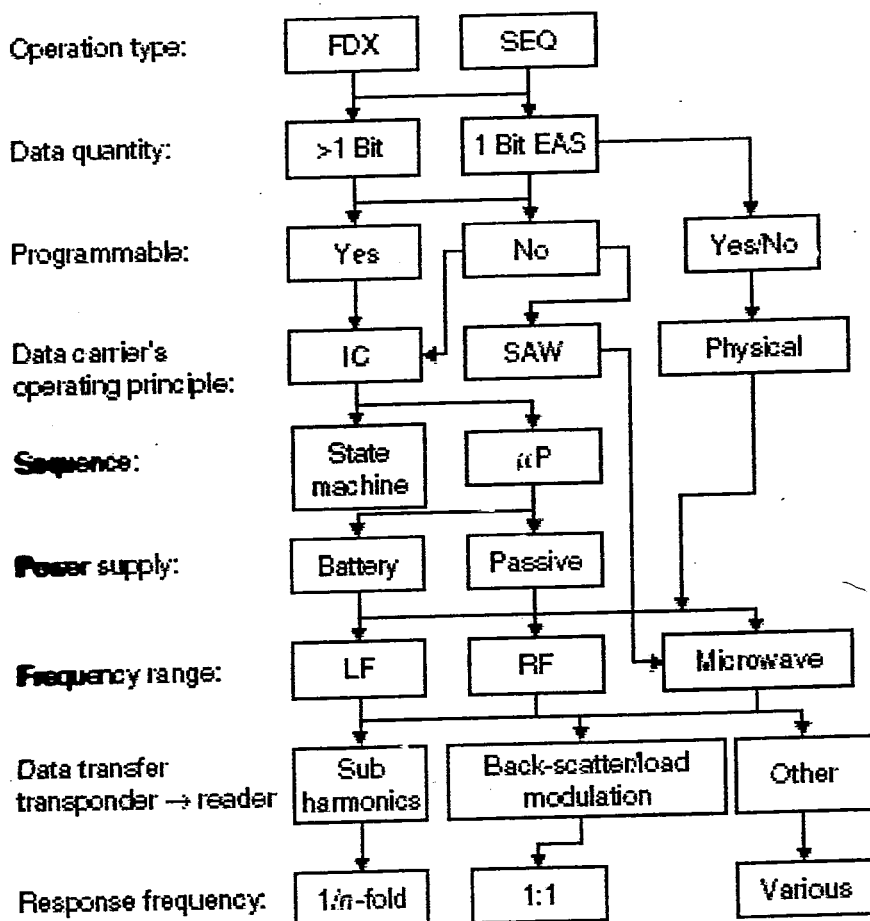 Operation type: FDX SEQ
Data quantity: >1 Bit 1 Bit EAS
Programmable: Yes No Yes/No
Data carrier's
operating principle: IC SAW Physical
Sequence: State
machine μP
Power supply: Battery Passive
Frequency range: LF RF Microwave
Data transfer
transponder → reader
Sub
harmonics
Back-scatter/load
modulation
Other
Response frequency: 1/n-fold 1:1 Various